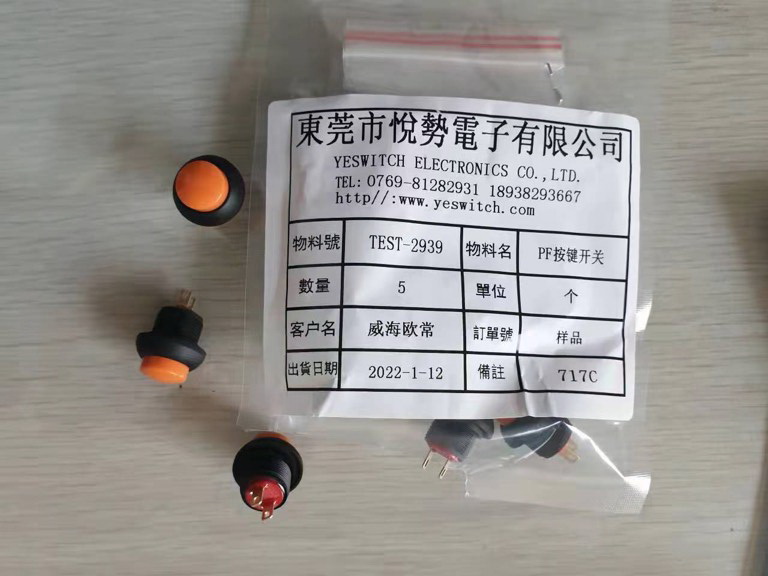 東莞市悅勢電子有限公司
YESWITCH ELECTRONICS CO.,LTD.
TEL: 0769-81282931 18938293667
http//:www.yeswitch.com
物料號 TEST-2939 物料名 PF按键开关
數量 5 單位 个
客户名 威海欧常 訂單號 样品
出貨日期 2022-1-12 備註 717C